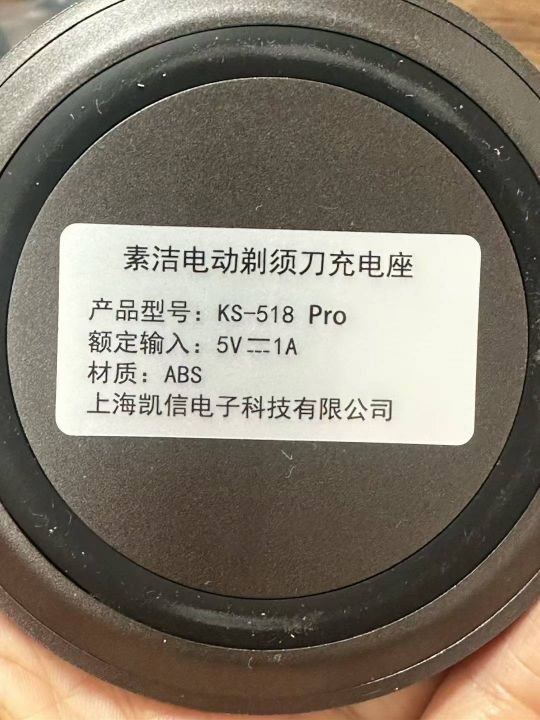 素洁电动剃须刀充电座
产品型号：KS-518 Pro
额定输入：5V⎓1A
材质：ABS
上海凯信电子科技有限公司